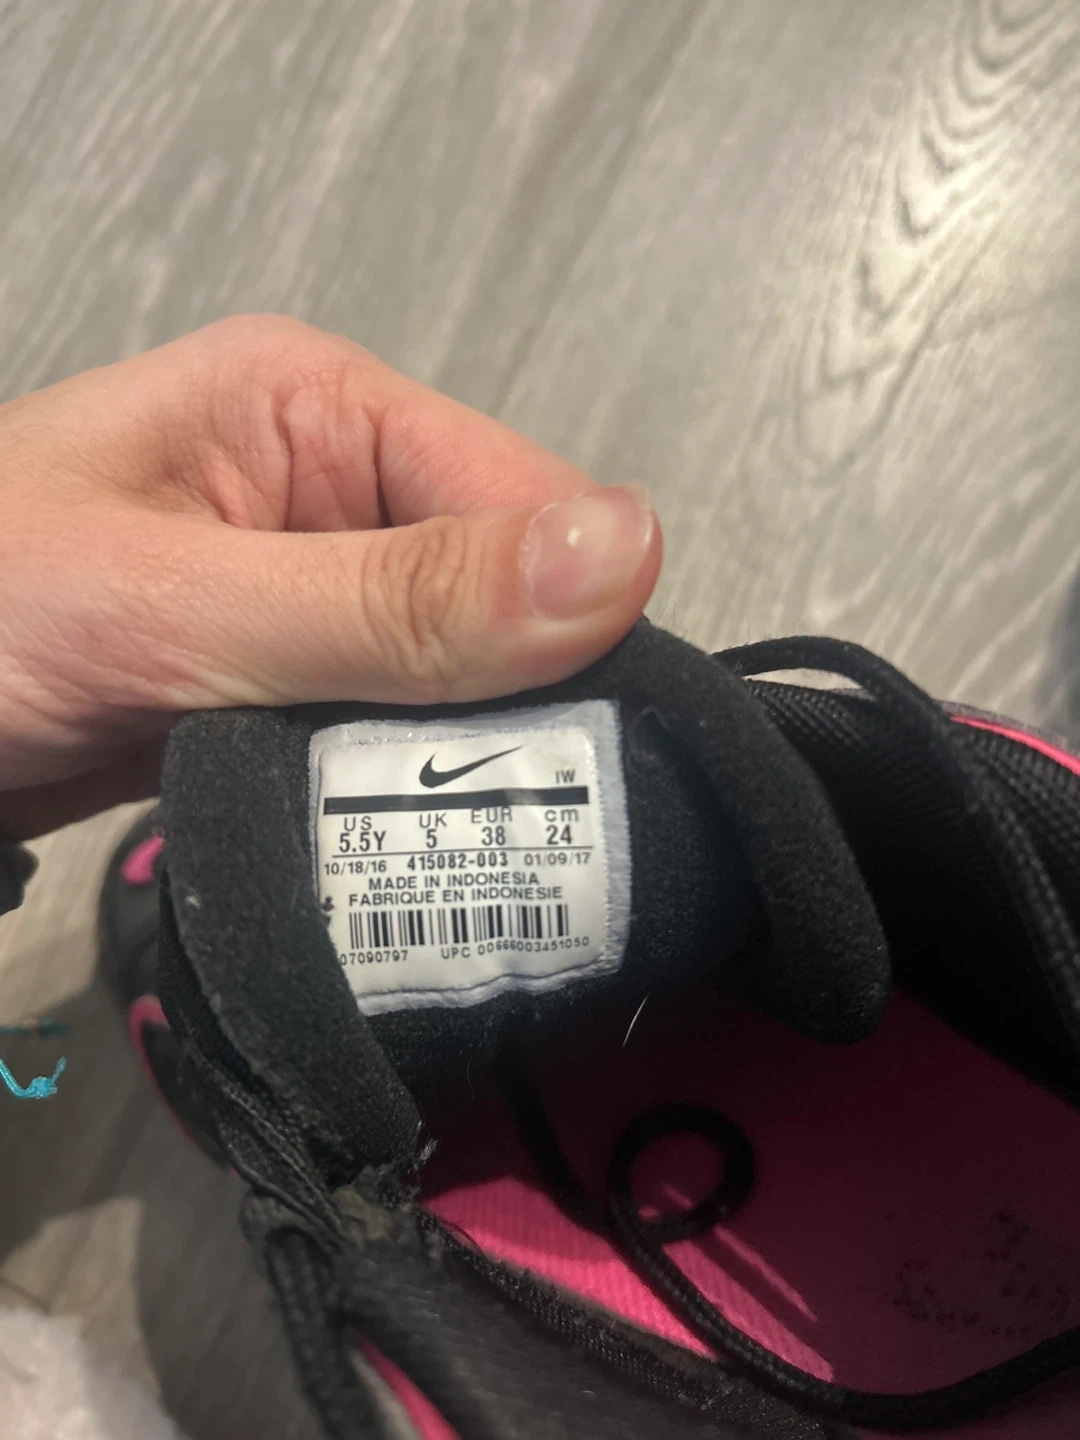 IW
US UK EUR cm
5.5Y 5 38 24
10/18/16 415082-003 01/09/17
MADE IN INDONESIA
FABRIQUE EN INDONESIE
07090797 UPC 00666003451050